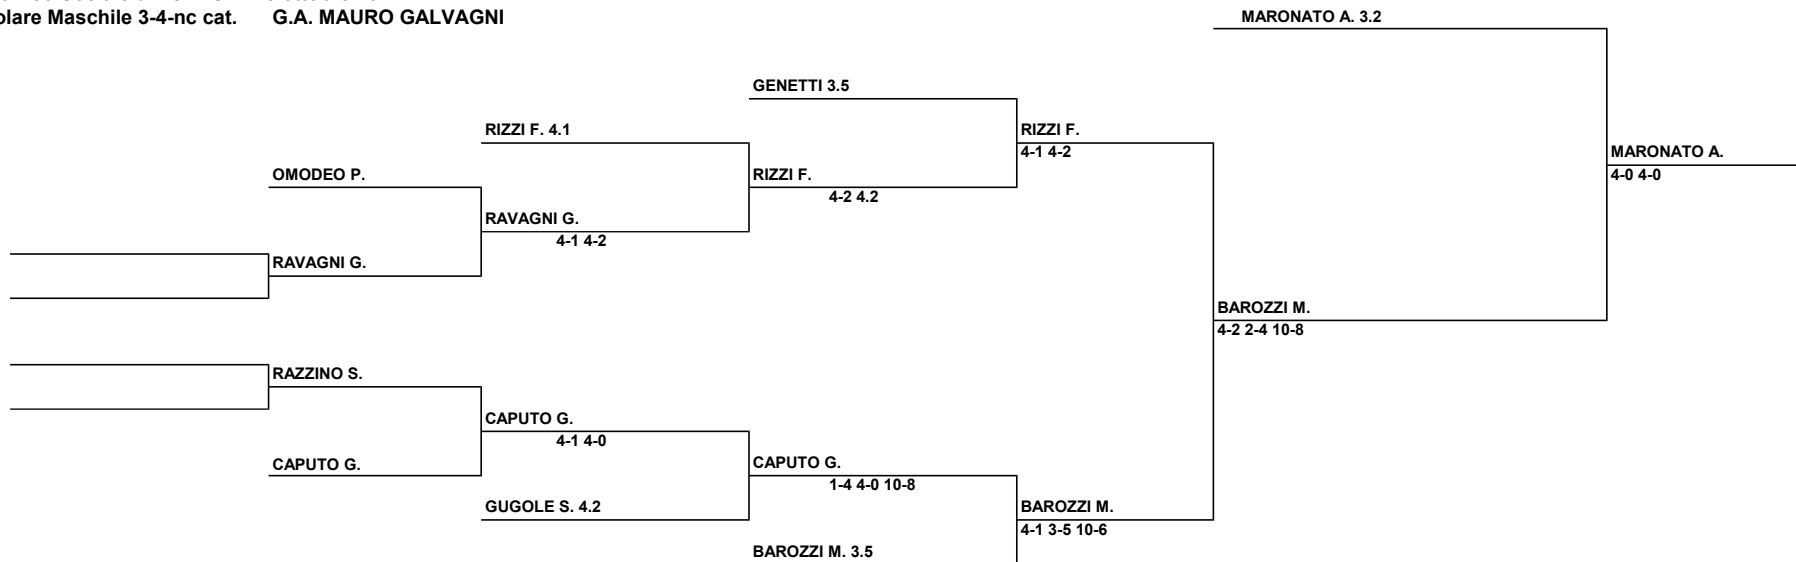 olare Maschile 3-4-nc cat. G.A. MAURO GALVAGNI
MARONATO A. 3.2
GENETTI 3.5
RIZZI F. 4.1
RIZZI F.
4-1 4-2
MARONATO A.
4-0 4-0
OMODEO P.
RIZZI F.
4-2 4.2
RAVAGNI G.
4-1 4-2
RAVAGNI G.
BAROZZI M.
4-2 2-4 10-8
RAZZINO S.
CAPUTO G.
4-1 4-0
CAPUTO G.
CAPUTO G.
1-4 4-0 10-8
GUGOLE S. 4.2
BAROZZI M.
4-1 3-5 10-6
BAROZZI M. 3.5